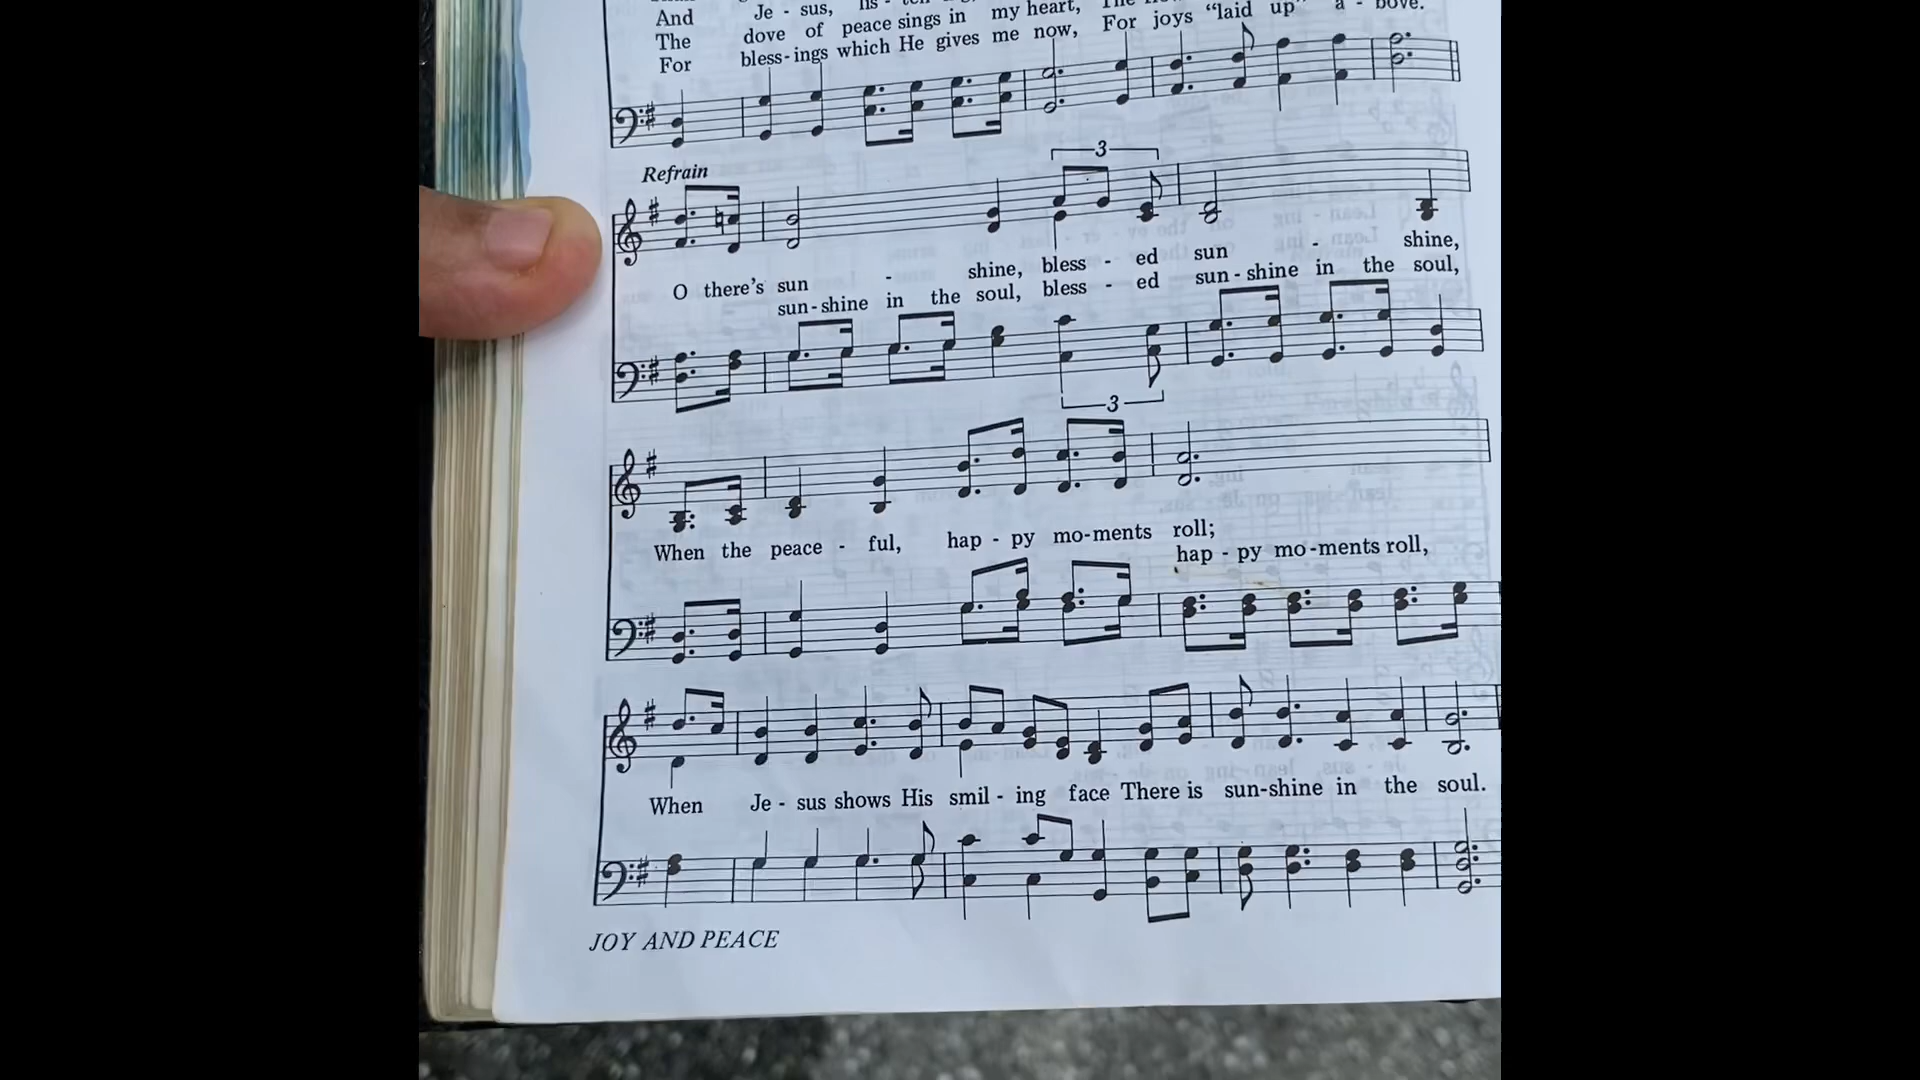 And Je - sus,
The dove of peace sings in my heart,
For bless - ings which He gives me now, For joys “laid up” a - bove.
Refrain
3
O there's sun - shine, bless - ed sun - shine,
sun - shine in the soul, bless - ed sun - shine in the soul,
3
When the peace - ful, hap - py mo - ments roll;
hap - py mo - ments roll,
When Je - sus shows His smil - ing face There is sun - shine in the soul.
JOY AND PEACE